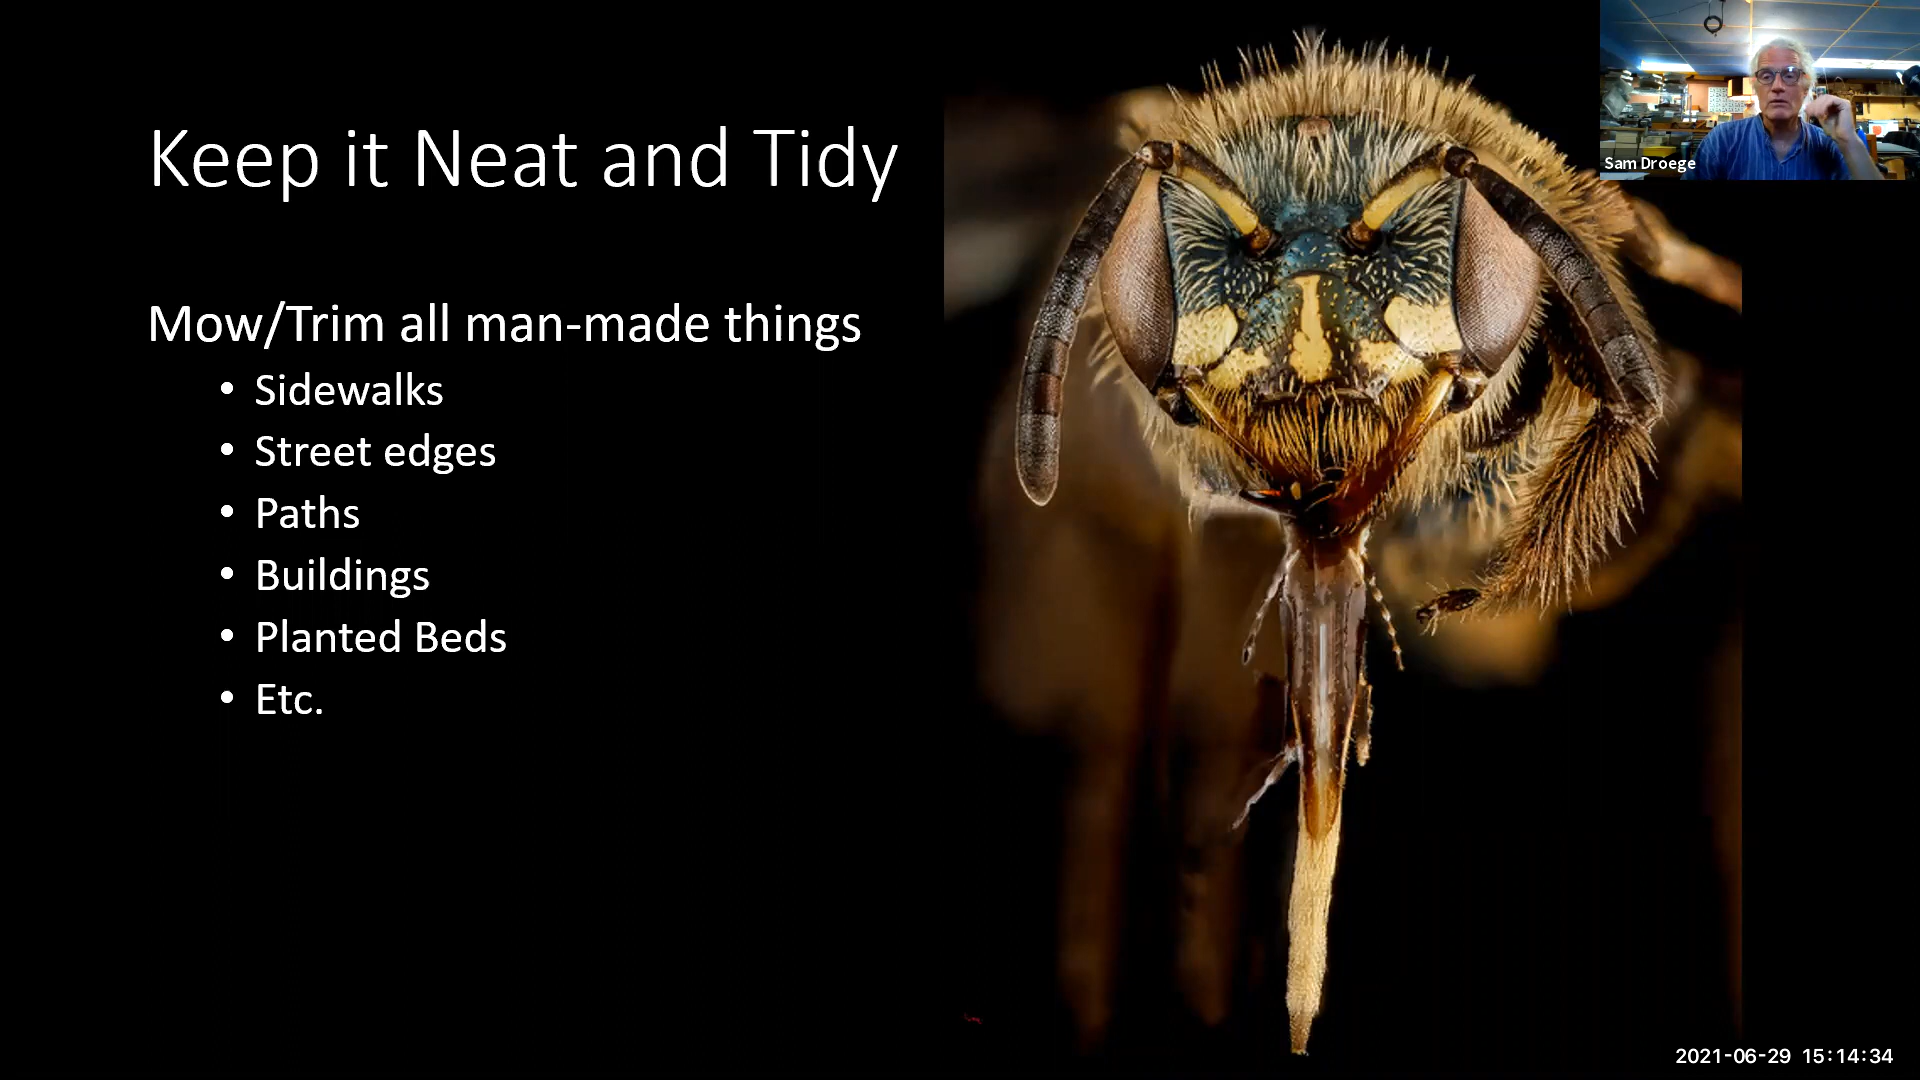 Keep it Neat and Tidy
Mow/Trim all man-made things
• Sidewalks
• Street edges
• Paths
• Buildings
• Planted Beds
• Etc.
Sam Droege
2021-06-29 15:14:34